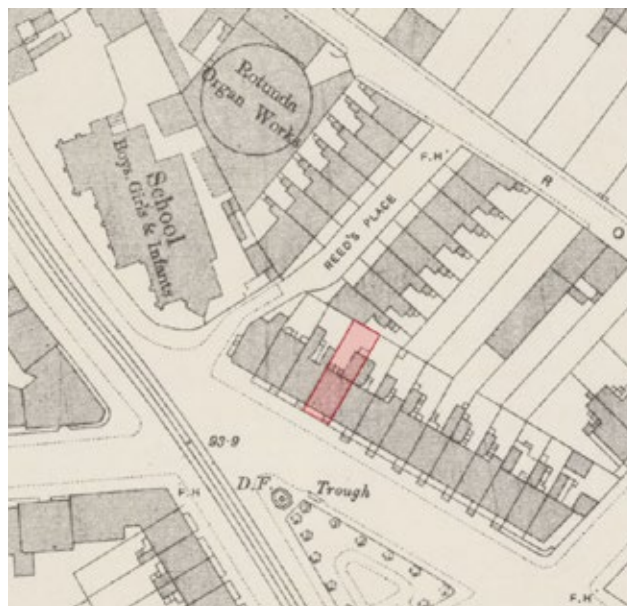 Rotunda
Organ Works
School
Boys, Girls & Infants
REED'S PLACE
F.H
R
O
93·9
D.F
Trough
F.H
F.H